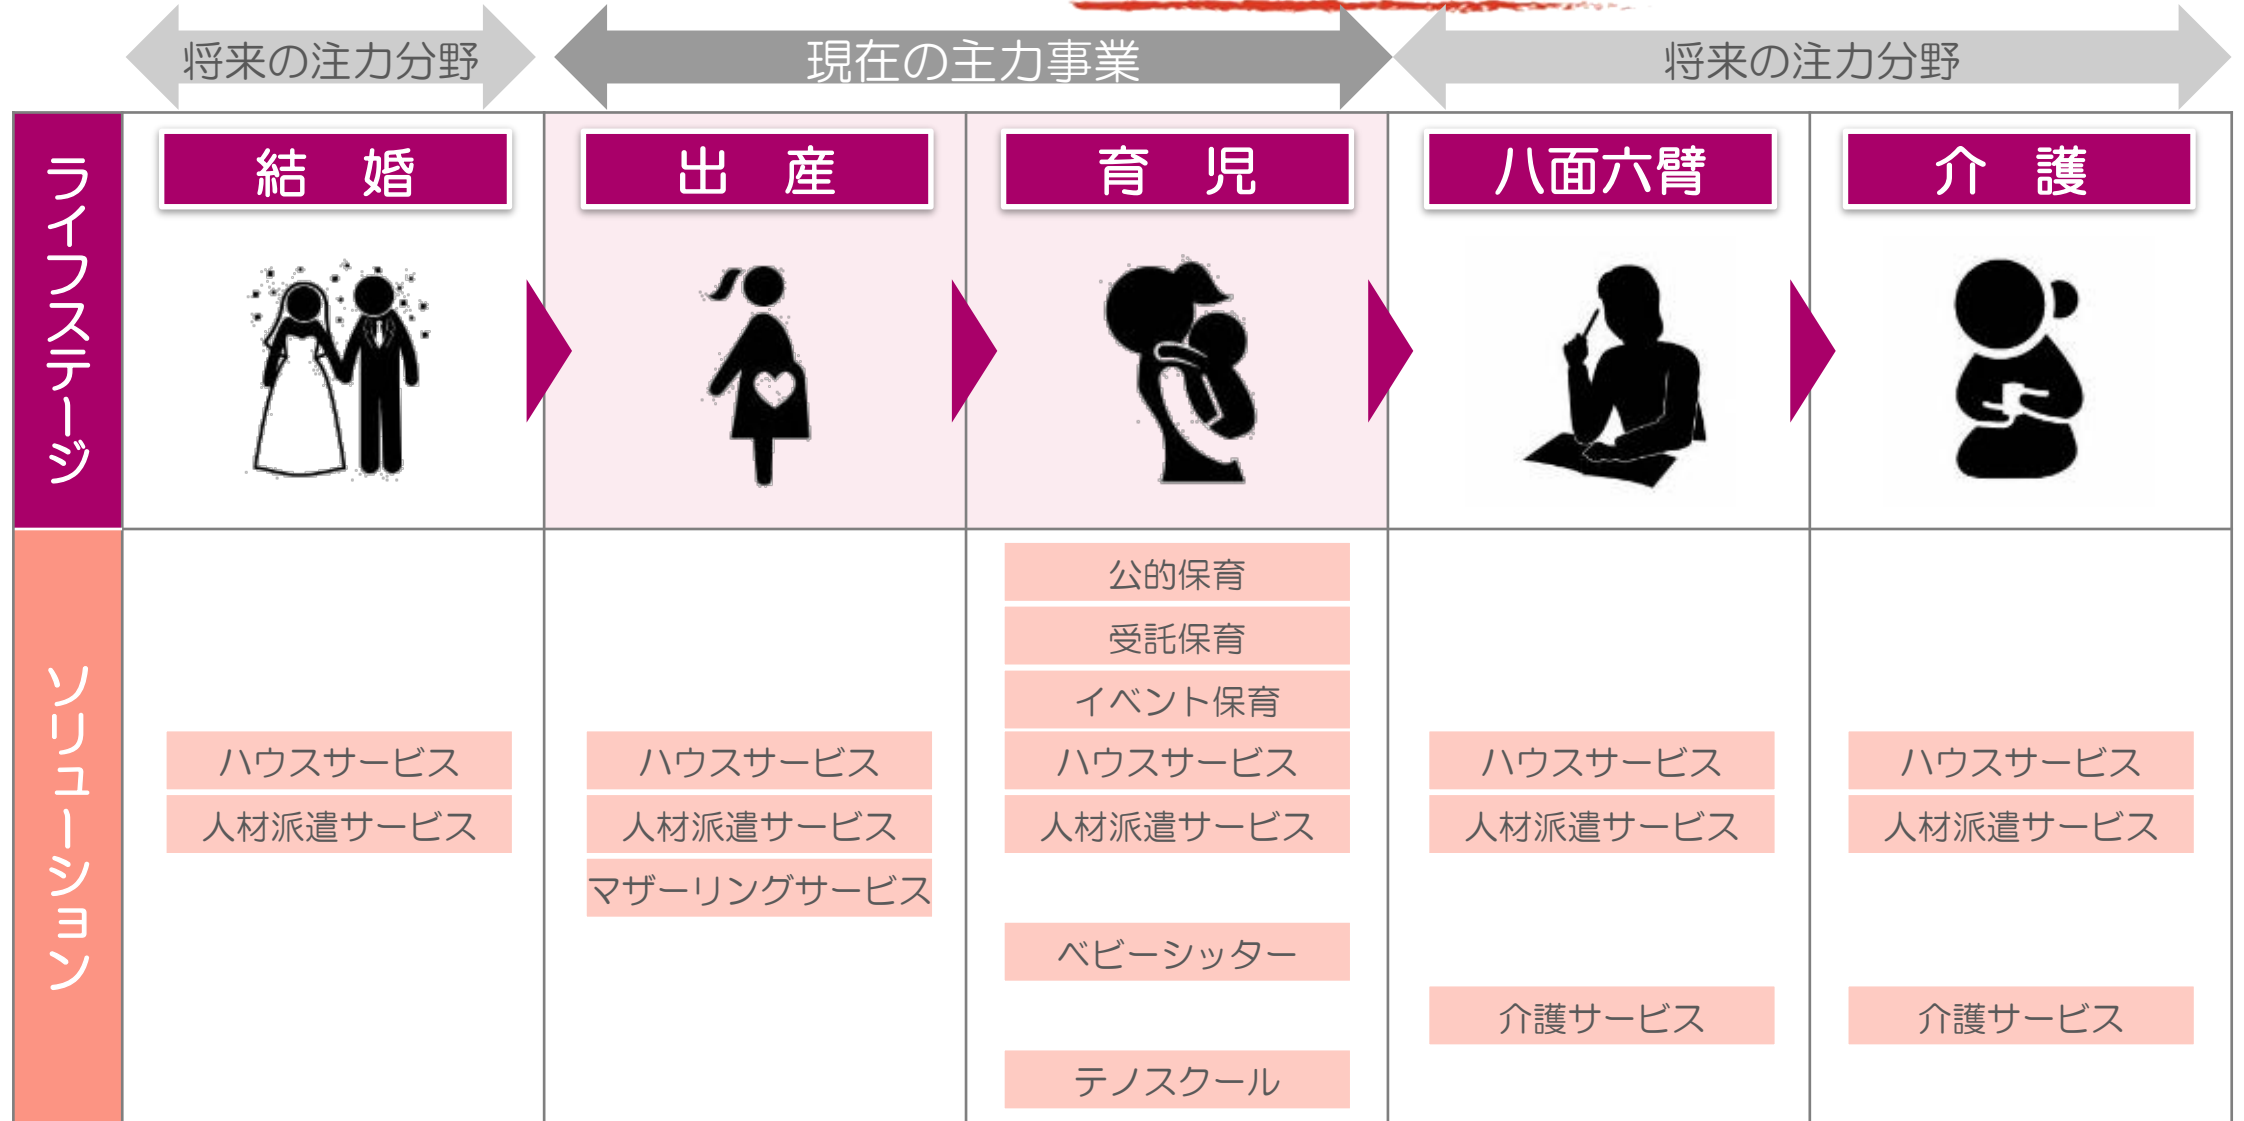 将来の注力分野
現在の主力事業
将来の注力分野
ライフステージ
結 婚
出 産
育 児
八面六臂
介 護
ソリューション
公的保育
受託保育
イベント保育
ハウスサービス
ハウスサービス
ハウスサービス
ハウスサービス
ハウスサービス
人材派遣サービス
人材派遣サービス
人材派遣サービス
人材派遣サービス
人材派遣サービス
マザーリングサービス
ベビーシッター
介護サービス
介護サービス
テノスクール